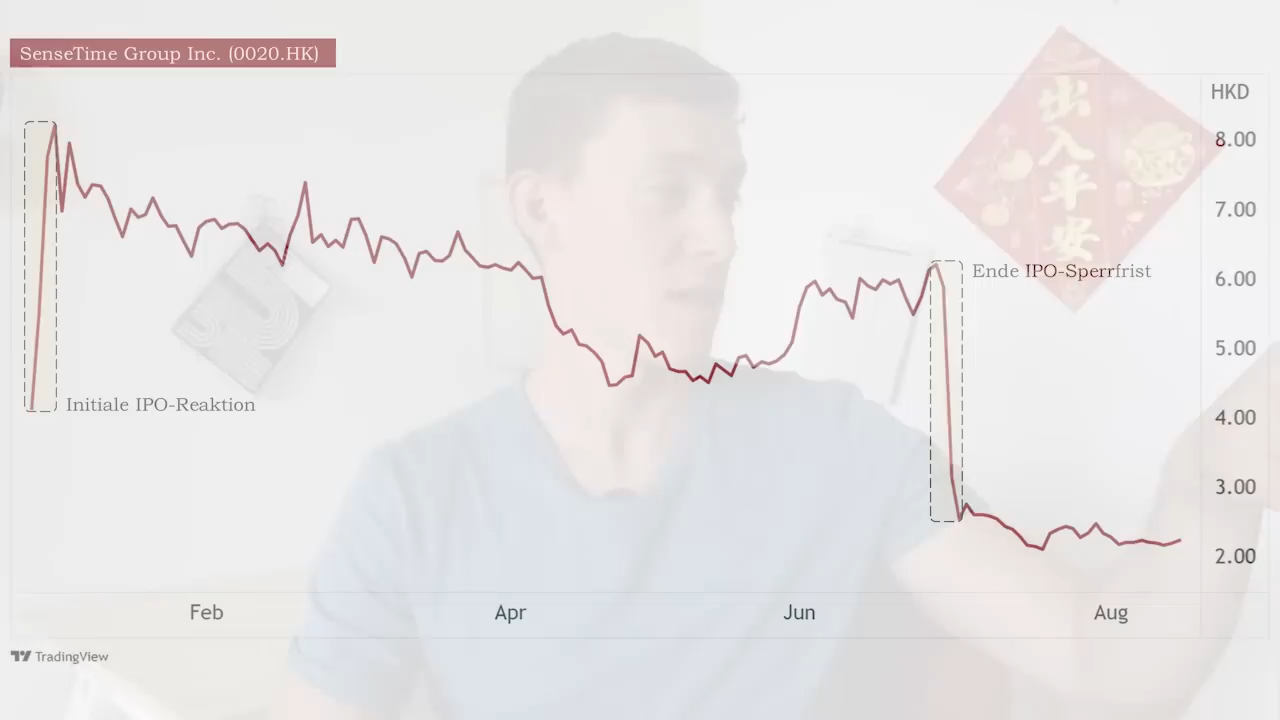 SenseTime Group Inc. (0020.HK)
HKD
8.00
7.00
6.00
5.00
4.00
3.00
2.00
Ende IPO-Sperrfrist
Initiale IPO-Reaktion
Feb
Apr
Jun
Aug
TradingView
出
入
平
安